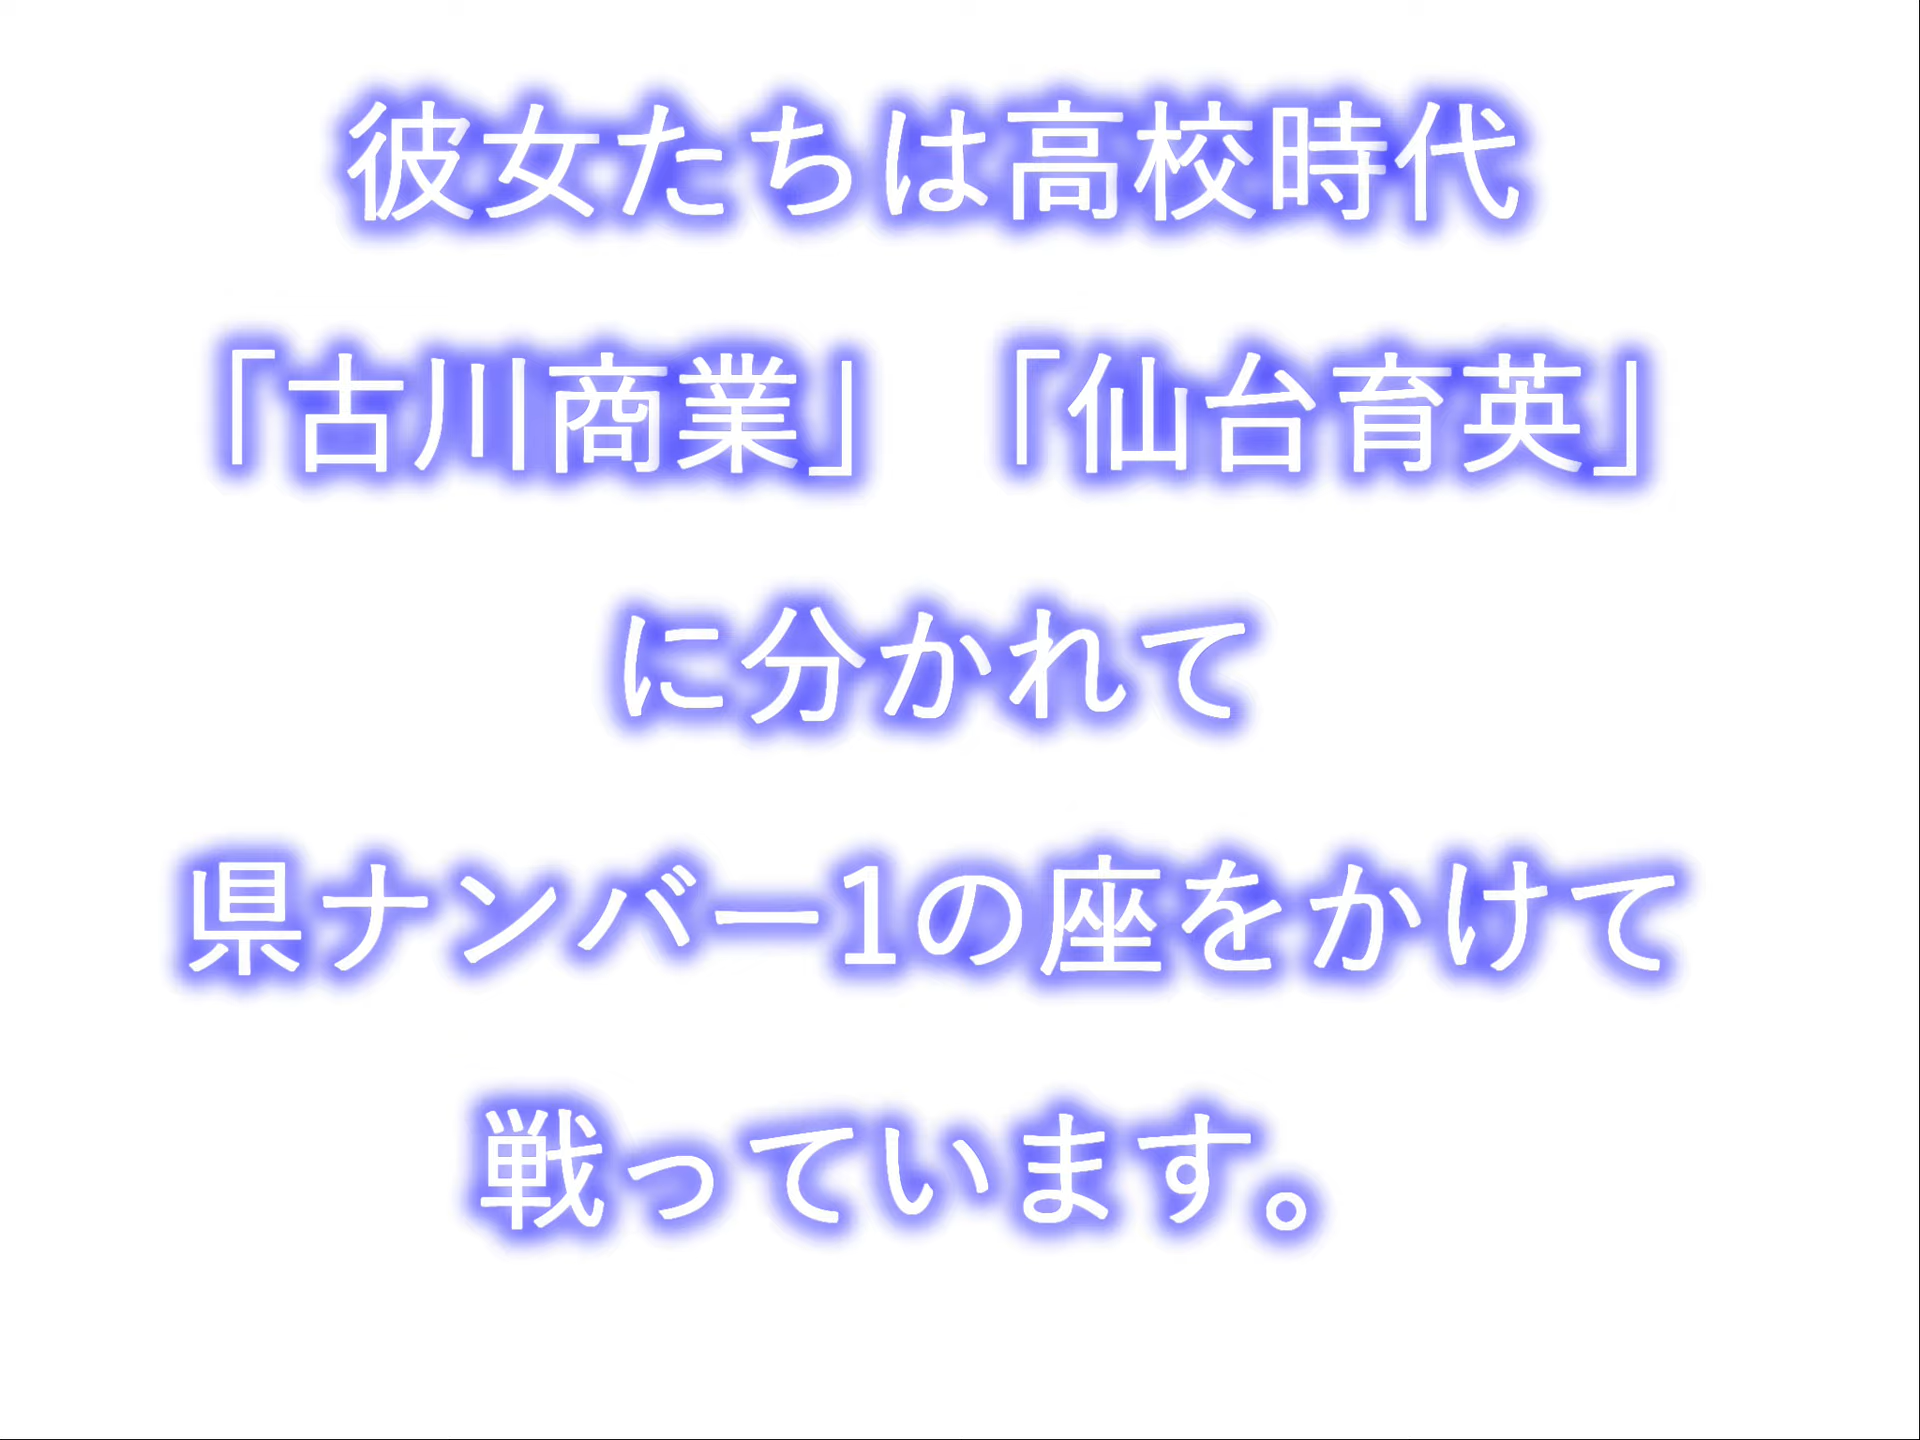 彼女たちは高校時代
「古川商業」 「仙台育英」
に分かれて
県ナンバー1の座をかけて
戦っています。